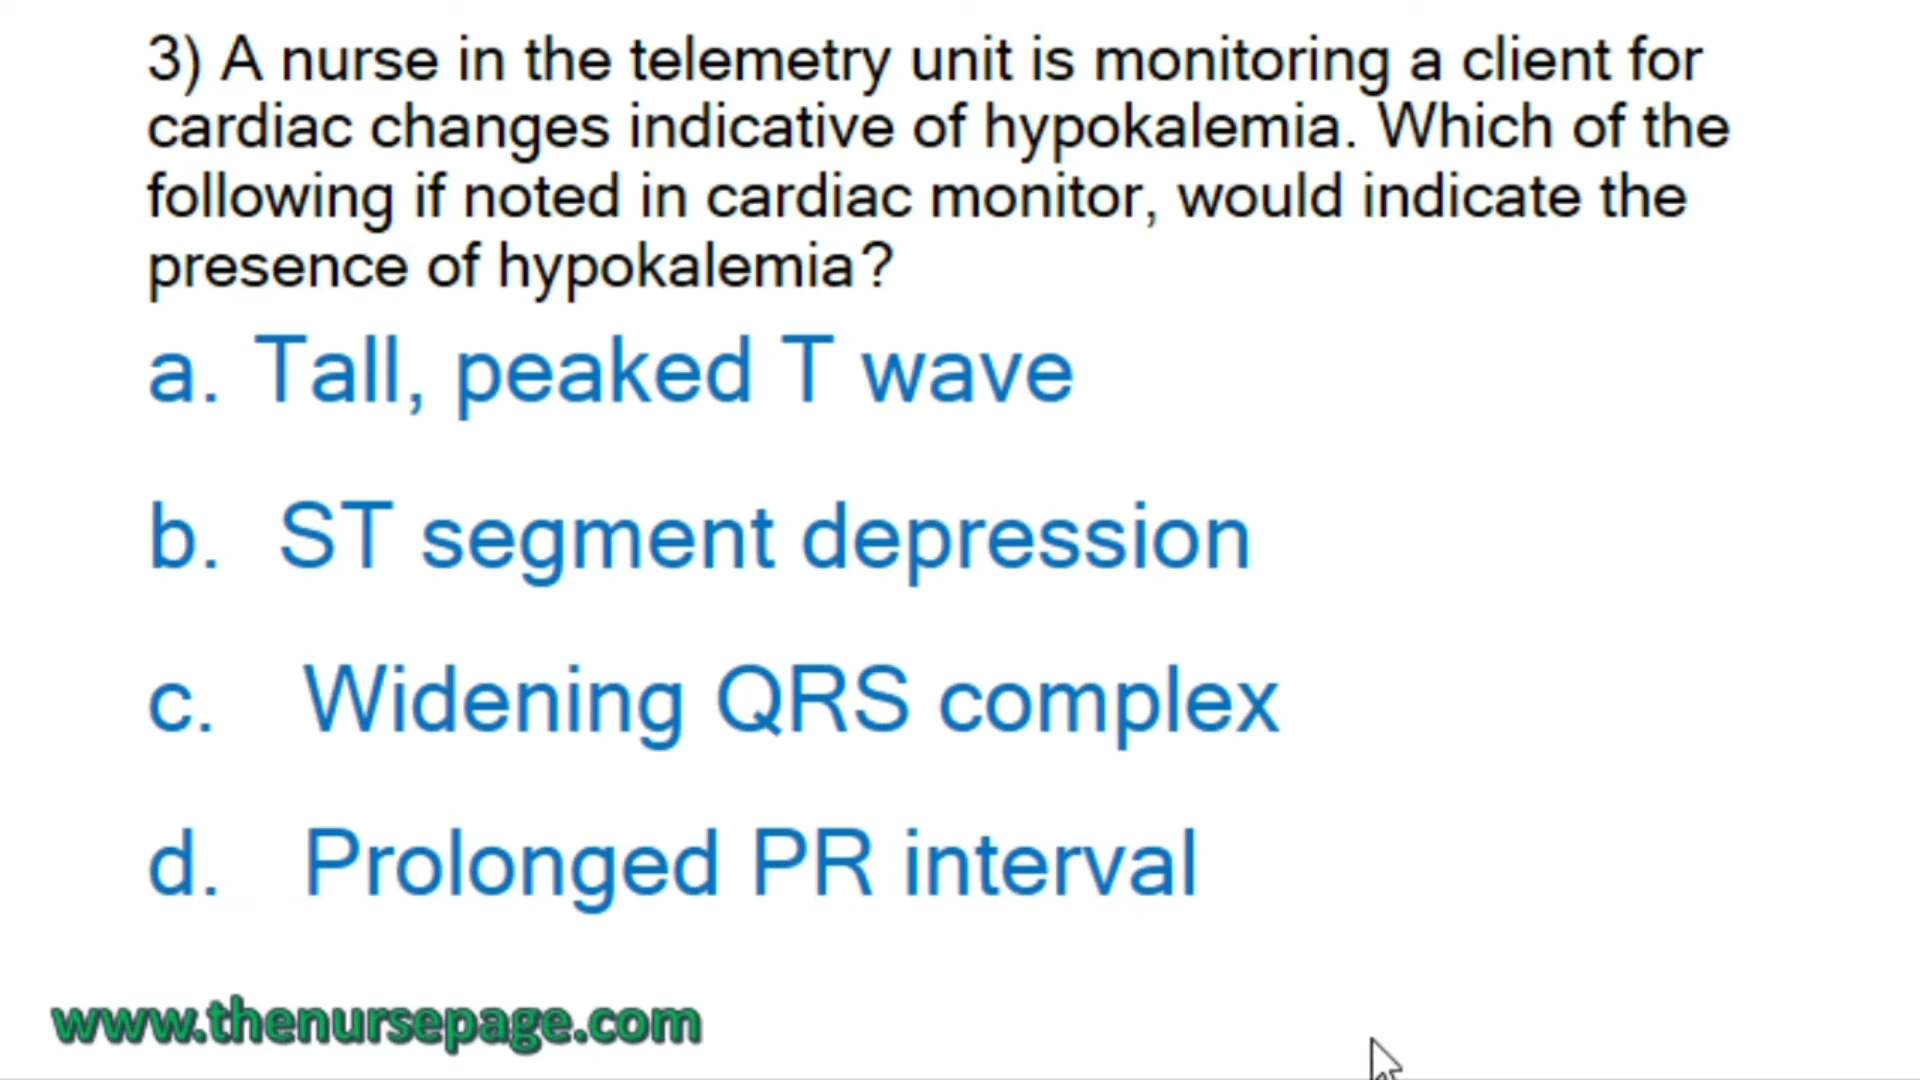 3) A nurse in the telemetry unit is monitoring a client for
cardiac changes indicative of hypokalemia. Which of the
following if noted in cardiac monitor, would indicate the
presence of hypokalemia?
a. Tall, peaked T wave
b. ST segment depression
c. Widening QRS complex
d. Prolonged PR interval
www.thenursepage.com